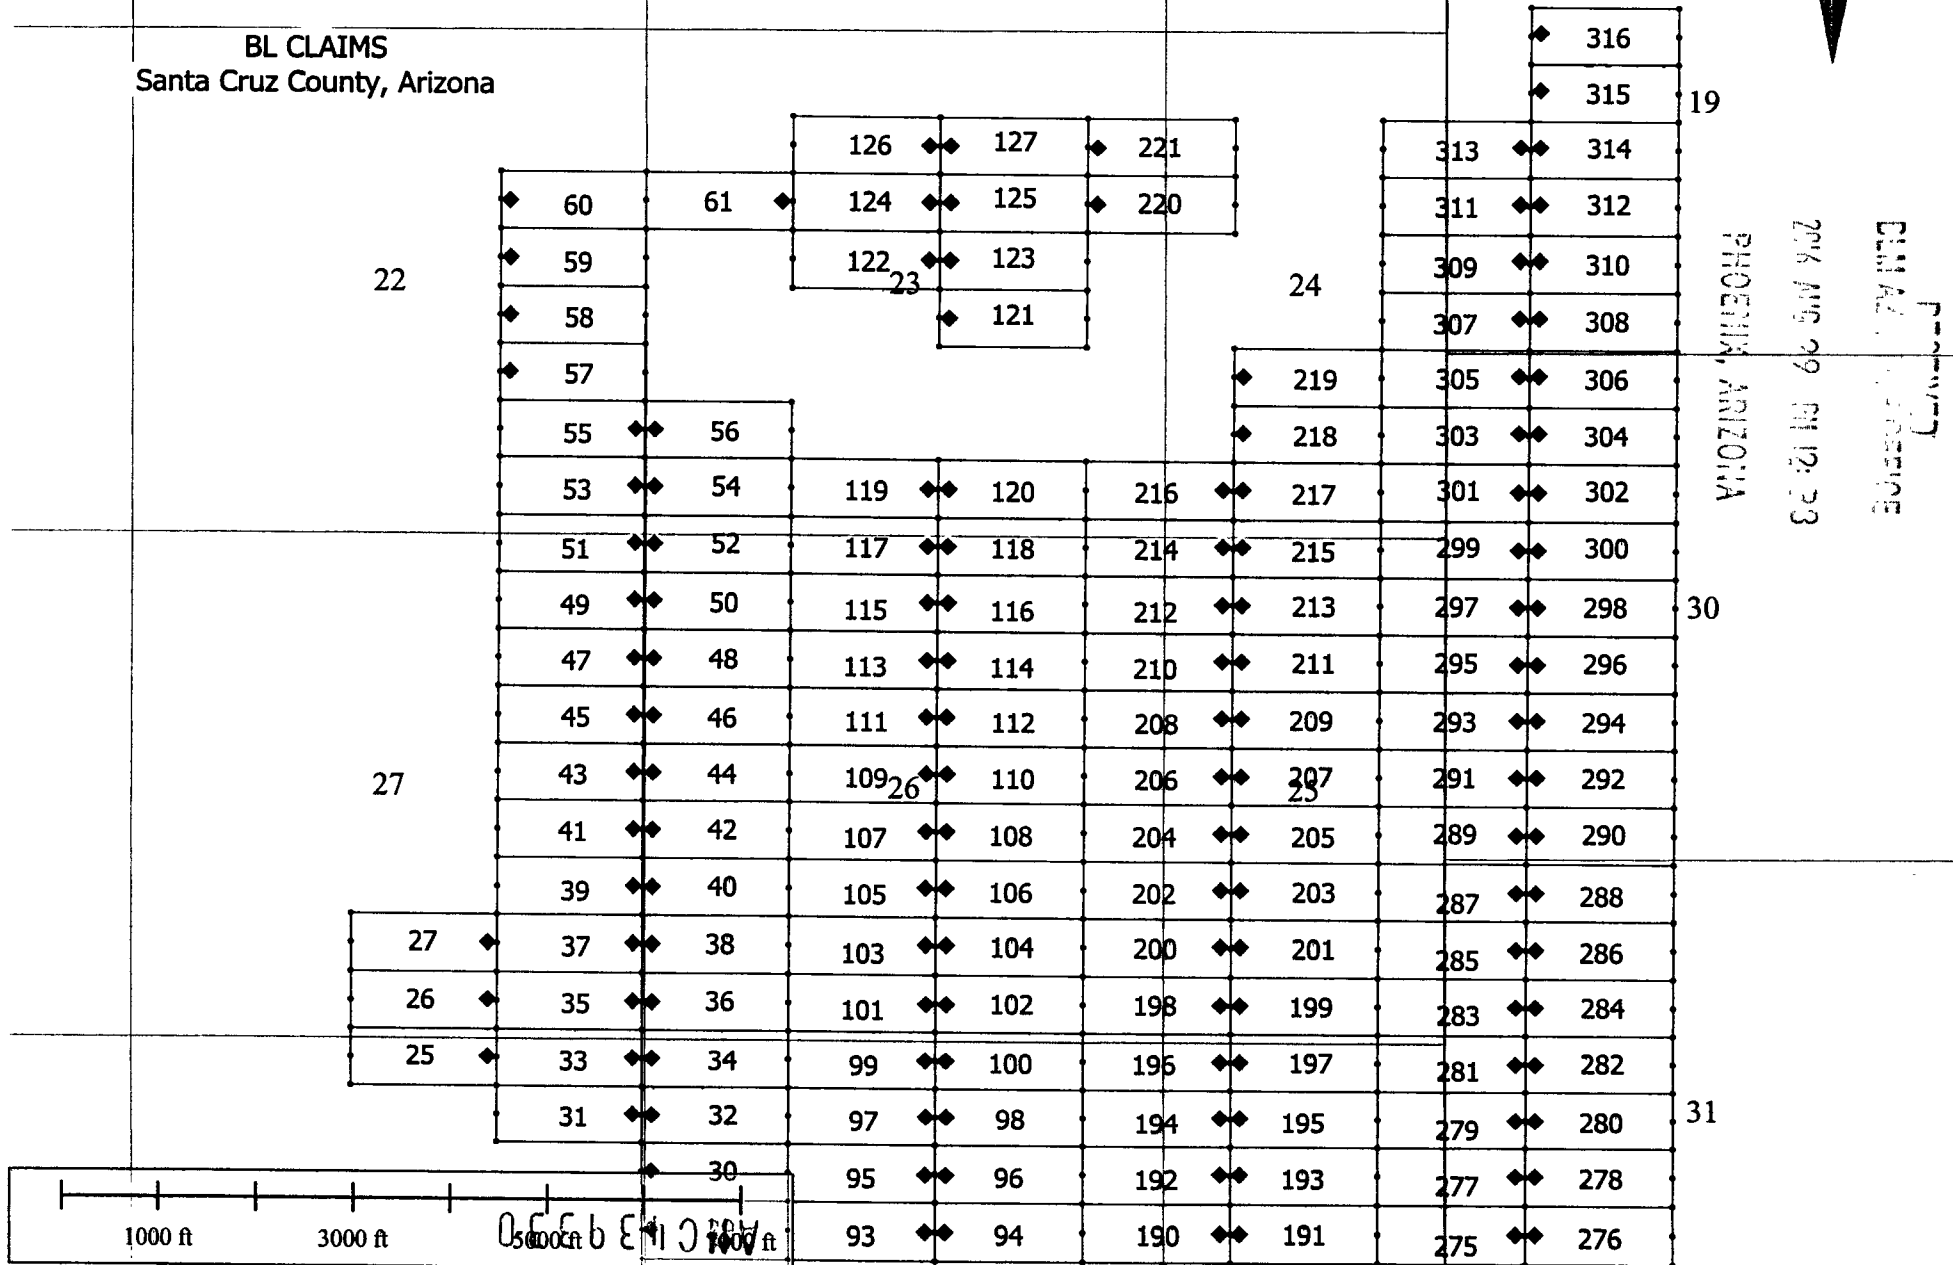 BL CLAIMS
Santa Cruz County, Arizona
316
315 19
126 127 221 313 314
60 61 124 125 220 311 312
59 122 23 123 24 309 310
22
58 121 307 308
57 219 305 306
55 56 218 303 304
53 54 119 120 216 217 301 302
51 52 117 118 214 215 299 300
49 50 115 116 212 213 297 298 30
47 48 113 114 210 211 295 296
45 46 111 112 208 209 293 294
27 43 44 109 26 110 206 207 25 291 292
41 42 107 108 204 205 289 290
39 40 105 106 202 203 287 288
27 37 38 103 104 200 201 285 286
26 35 36 101 102 198 199 283 284
25 33 34 99 100 196 197 281 282
31 32 97 98 194 195 279 280 31
30 95 96 192 193 277 278
93 94 190 191 275 276
1000 ft 3000 ft 5000 ft
PHOENIX, ARIZONA